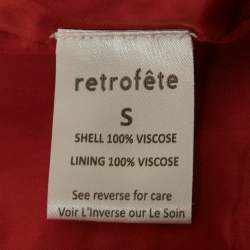 retrofête
S
SHELL 100% VISCOSE
LINING 100% VISCOSE
See reverse for care
Voir L'Inverse our Le Soin